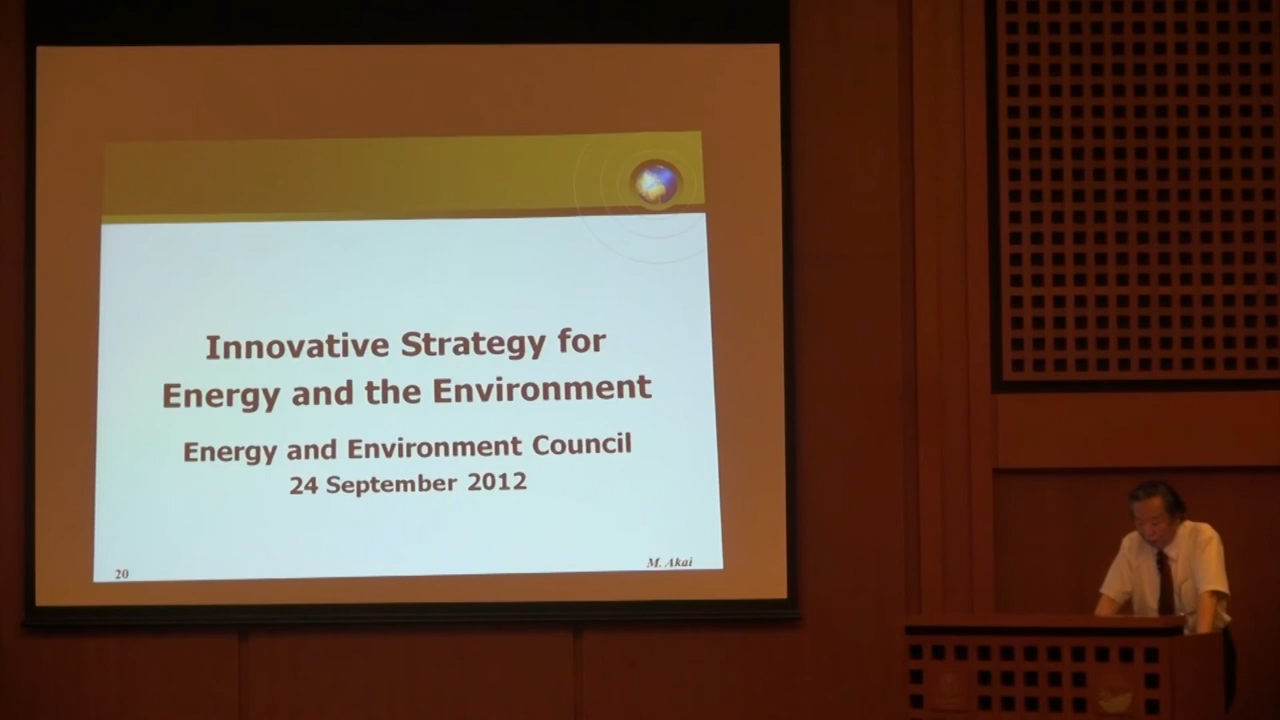 Innovative Strategy for
Energy and the Environment
Energy and Environment Council
24 September 2012
20
M. Akai